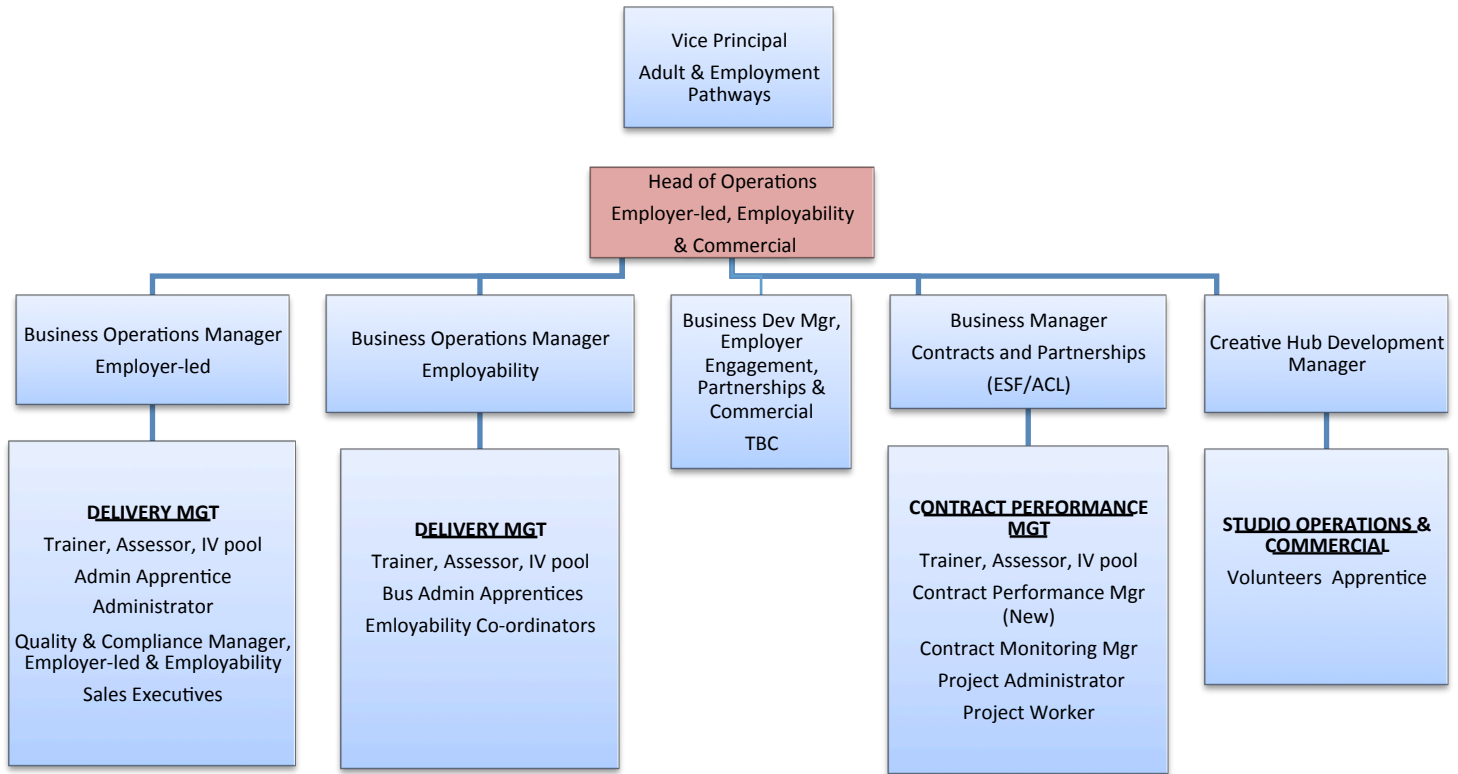 Vice Principal
Adult & Employment
Pathways
Head of Operations
Employer-led, Employability
& Commercial
Business Operations Manager
Employer-led
Business Operations Manager
Employability
Business Dev Mgr,
Employer
Engagement,
Partnerships &
Commercial
TBC
Business Manager
Contracts and Partnerships
(ESF/ACL)
Creative Hub Development
Manager
DELIVERY MGT
Trainer, Assessor, IV pool
Admin Apprentice
Administrator
Quality & Compliance Manager,
Employer-led & Employability
Sales Executives
DELIVERY MGT
Trainer, Assessor, IV pool
Bus Admin Apprentices
Emloyability Co-ordinators
CONTRACT PERFORMANCE
MGT
Trainer, Assessor, IV pool
Contract Performance Mgr
(New)
Contract Monitoring Mgr
Project Administrator
Project Worker
STUDIO OPERATIONS &
COMMERCIAL
Volunteers Apprentice